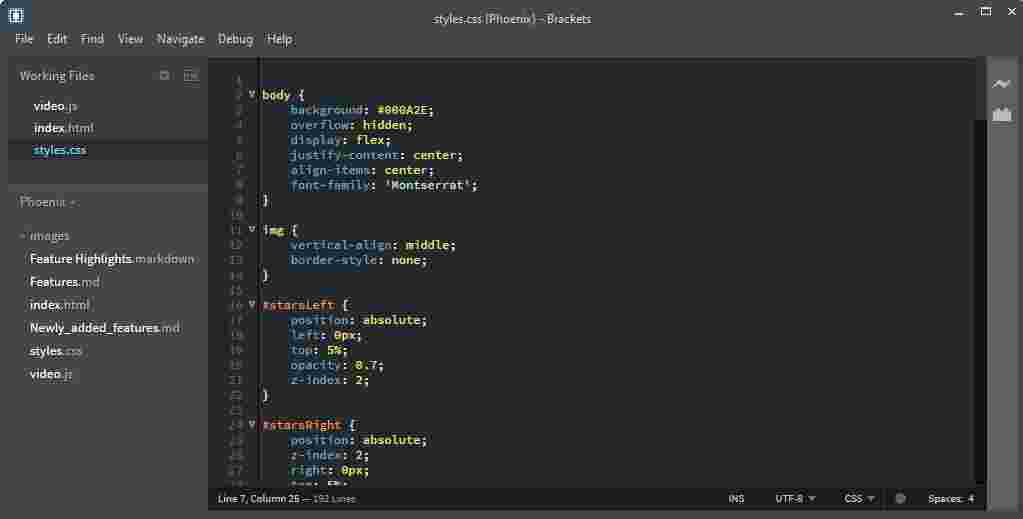 styles.css (Phoenix) - Brackets
File Edit Find View Navigate Debug Help
Working Files
video.js
index.html
styles.css
Phoenix
images
Feature Highlights.markdown
Features.md
index.html
Newly_added_features.md
styles.css
video.js
1
2 body {
3 background: #000A2E;
4 overflow: hidden;
5 display: flex;
6 justify-content: center;
7 align-items: center;
8 font-family: 'Montserrat';
9 }
10
11 img {
12 vertical-align: middle;
13 border-style: none;
14 }
15
16 #starsLeft {
17 position: absolute;
18 left: 0px;
19 top: 5%;
20 opacity: 0.7;
21 z-index: 2;
22 }
23
24 #starsRight {
25 position: absolute;
26 z-index: 2;
27 right: 0px;
28 top: 5%;
Line 7, Column 25 — 192 Lines INS UTF-8 CSS Spaces: 4